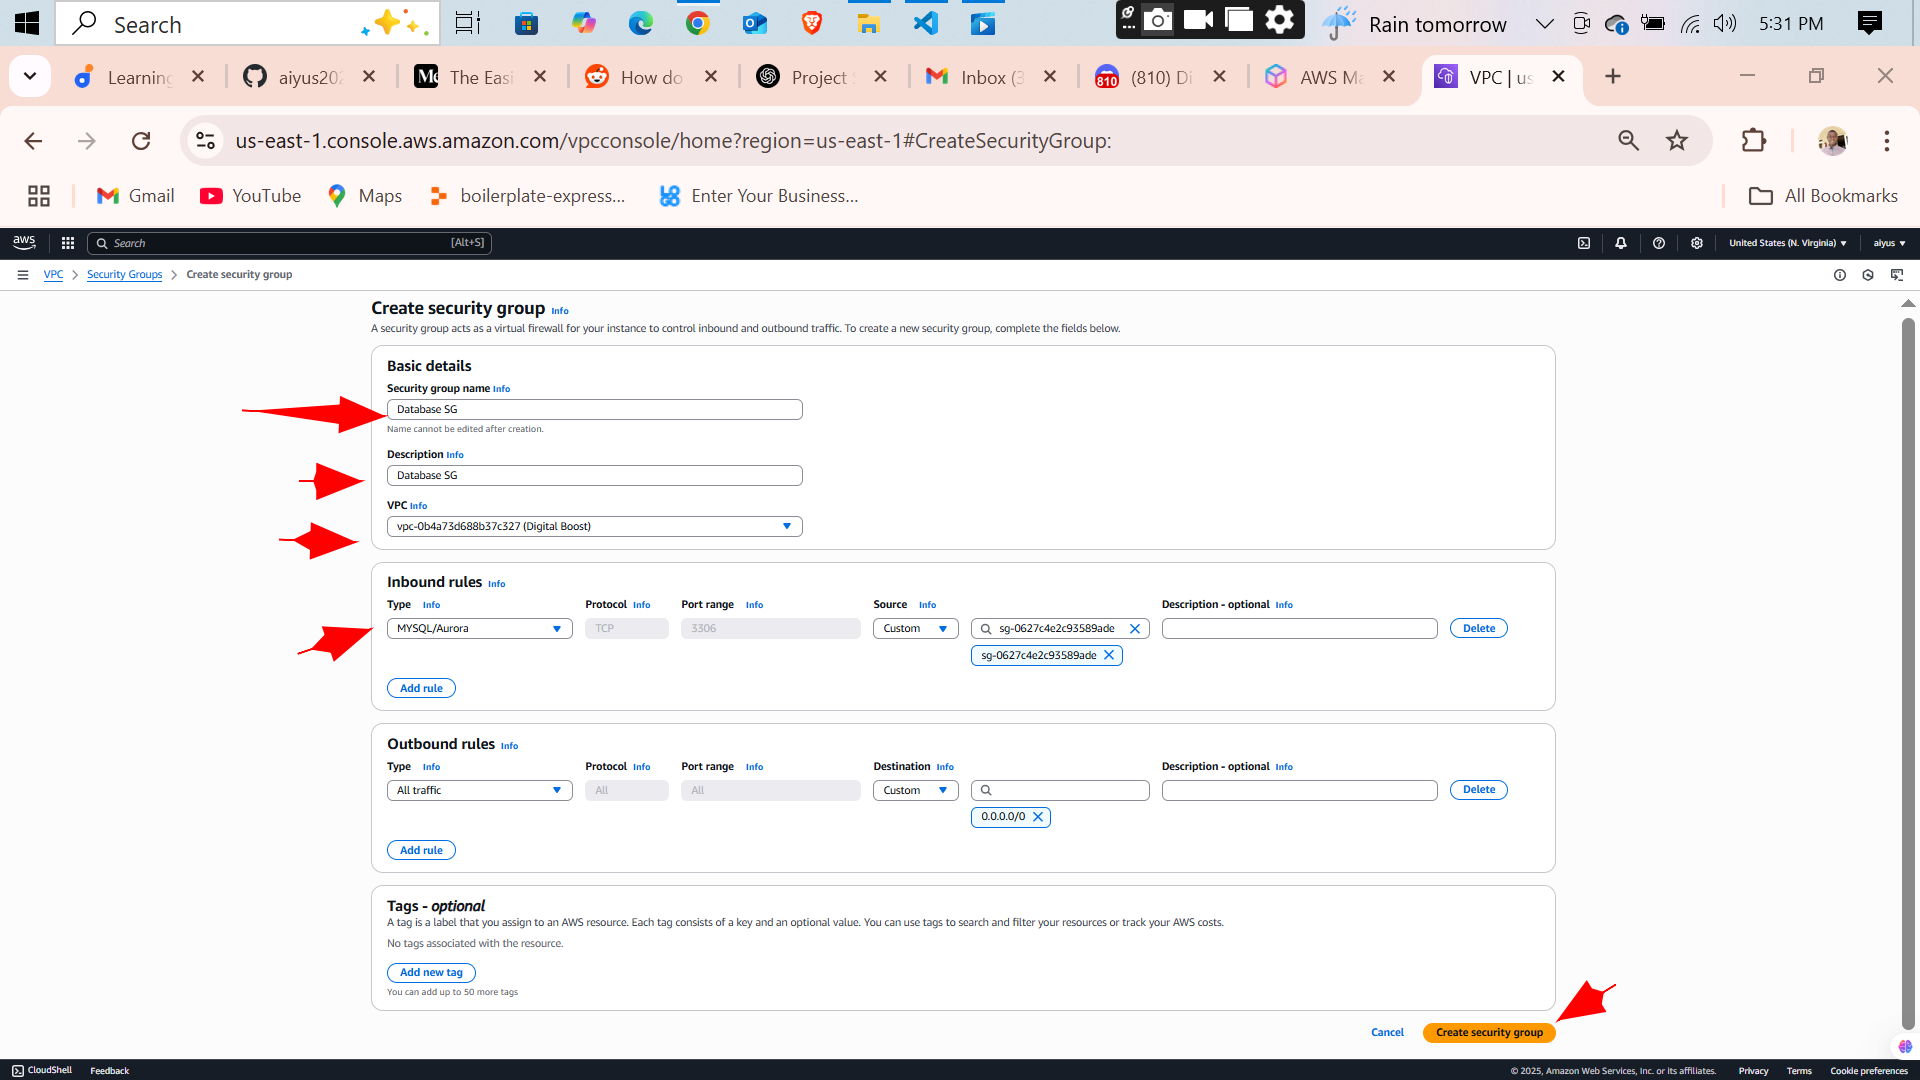 Search
Rain tomorrow
5:31 PM
Learning
aiyus202
Me
The Easi
How do
Project S
Inbox (3
810
(810) Di
AWS Ma
VPC | us
us-east-1.console.aws.amazon.com/vpcconsole/home?region=us-east-1#CreateSecurityGroup:
Gmail
YouTube
Maps
boilerplate-express...
Enter Your Business...
All Bookmarks
aws
Search
[Alt+S]
United States (N. Virginia)
aiyus
VPC
Security Groups
Create security group
Create security group Info
A security group acts as a virtual firewall for your instance to control inbound and outbound traffic. To create a new security group, complete the fields below.
Basic details
Security group name Info
Database SG
Name cannot be edited after creation.
Description Info
Database SG
VPC Info
vpc-0b4a73d688b37c327 (Digital Boost)
Inbound rules Info
Type Info Protocol Info Port range Info Source Info Description - optional Info
MYSQL/Aurora TCP 3306 Custom sg-0627c4e2c93589ade Delete
sg-0627c4e2c93589ade
Add rule
Outbound rules Info
Type Info Protocol Info Port range Info Destination Info Description - optional Info
All traffic All All Custom Delete
0.0.0.0/0
Add rule
Tags - optional
A tag is a label that you assign to an AWS resource. Each tag consists of a key and an optional value. You can use tags to search and filter your resources or track your AWS costs.
No tags associated with the resource.
Add new tag
You can add up to 50 more tags
Cancel
Create security group
CloudShell
Feedback
© 2025, Amazon Web Services, Inc. or its affiliates.
Privacy
Terms
Cookie preferences